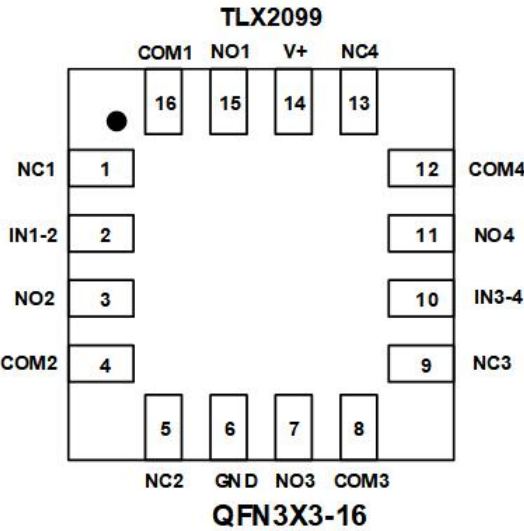 TLX2099
COM1 NO1 V+ NC4
16 15 14 13
NC1 1 12 COM4
IN1-2 2 11 NO4
NO2 3 10 IN3-4
COM2 4 9 NC3
5 6 7 8
NC2 GND NO3 COM3
QFN3X3-16